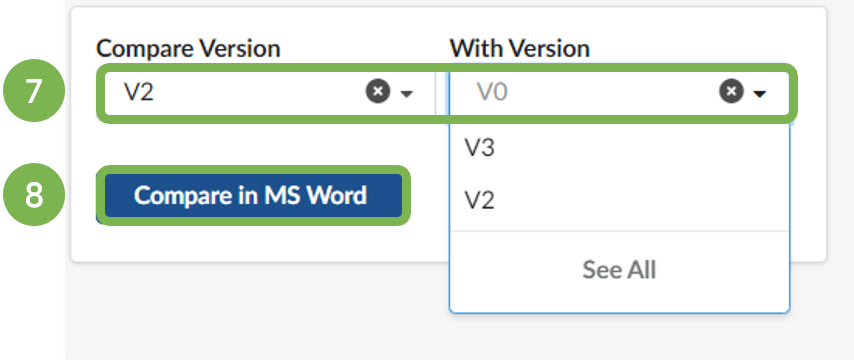 Compare Version With Version
7 V2 V0
V3
8 Compare in MS Word V2
See All